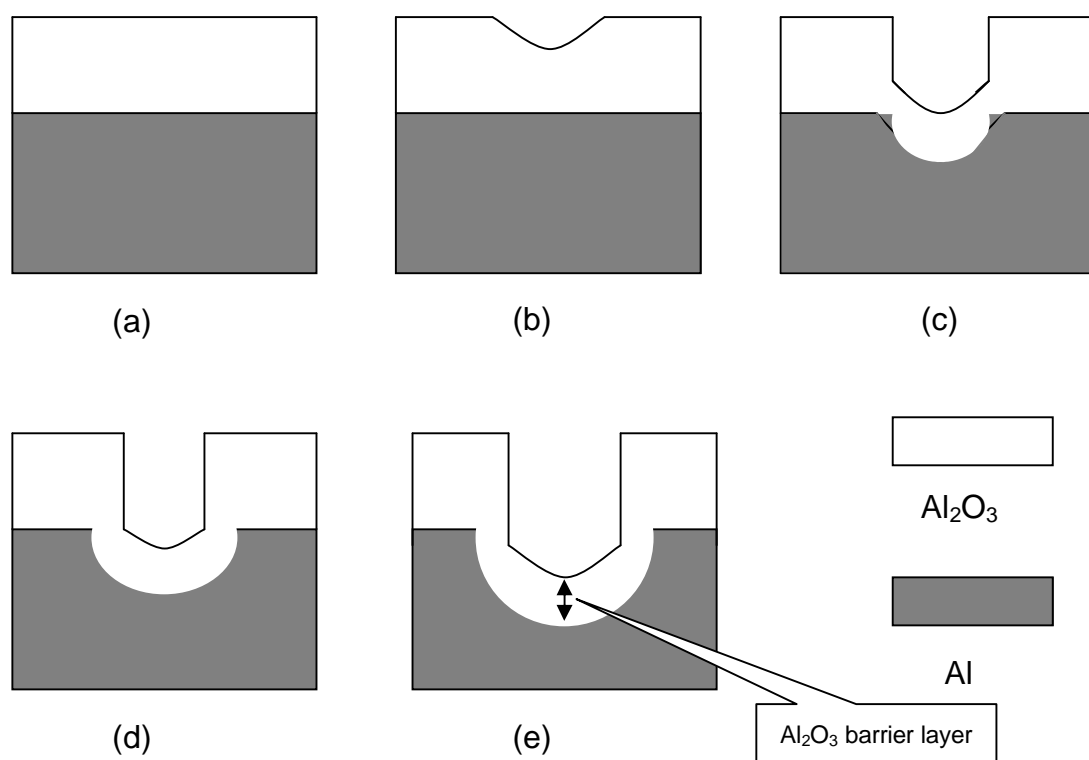 (a)
(b)
(c)
Al₂O₃
Al
(d)
(e)
Al₂O₃ barrier layer